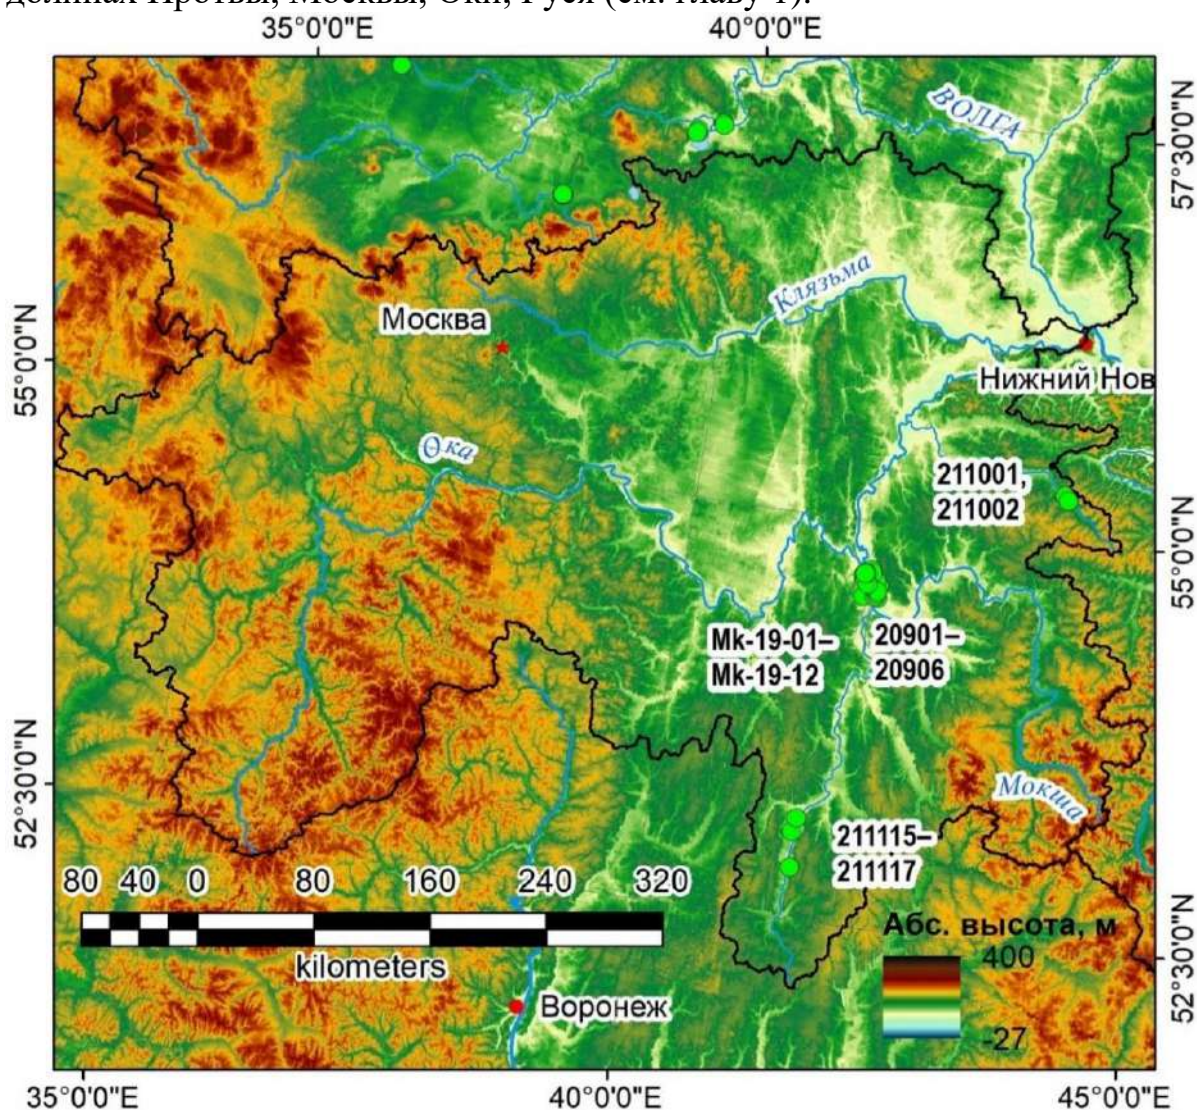 долинах Протвы, Москвы, Оки, Руся (см. главу 1).
35°0'0"E 40°0'0"E
ВОЛГА
57°30'0"N
Клязьма
Москва
55°0'0"N
Нижний Нов
Ока
211001,
211002
55°0'0"N
Mk-19-01–
Mk-19-12
20901–
20906
52°30'0"N
Мокша
211115–
211117
80 40 0 80 160 240 320
kilometers
Абс. высота, м
400
-27
52°30'0"N
Воронеж
35°0'0"E 40°0'0"E 45°0'0"E